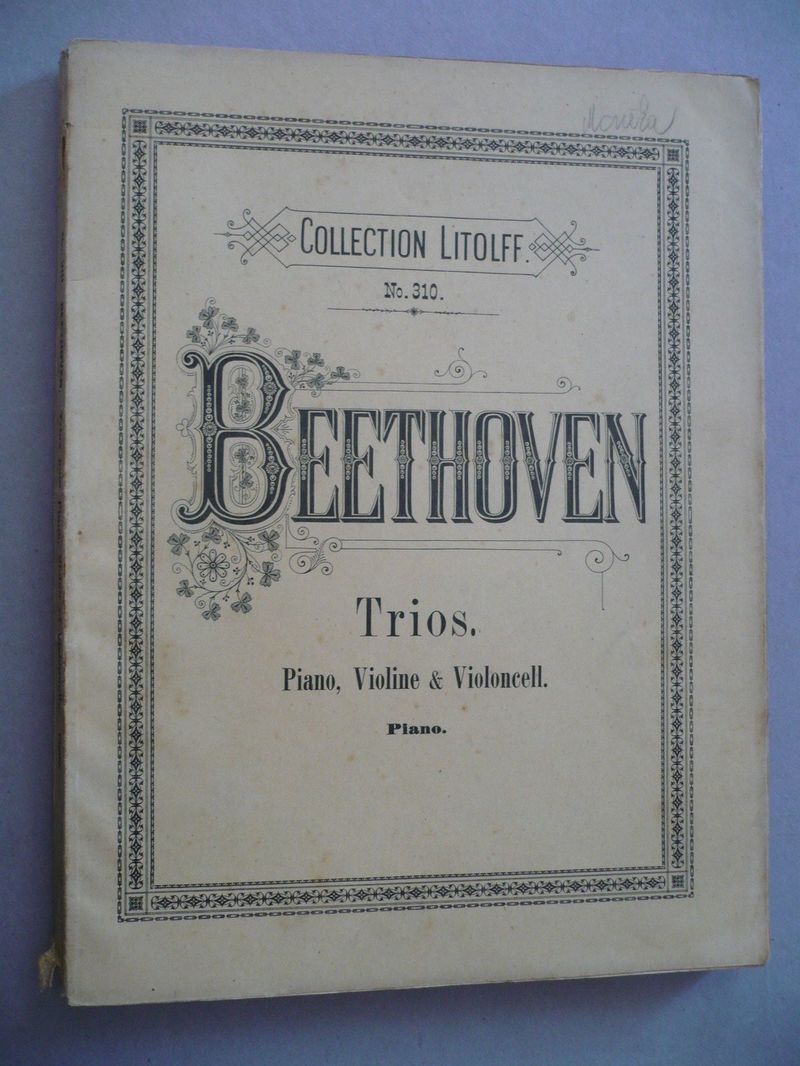 COLLECTION LITOLFF.
No. 310.
BEETHOVEN
Trios.
Piano, Violine & Violoncell.
Piano.